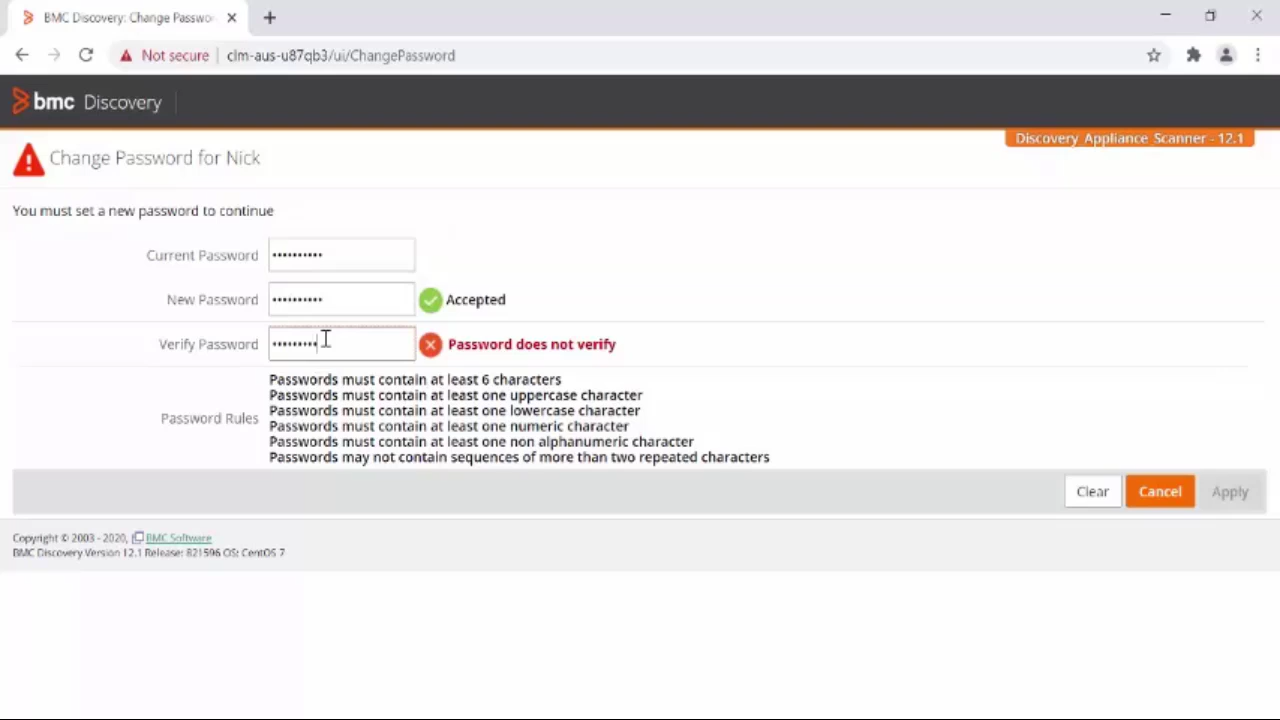 BMC Discovery: Change Passwo
Not secure | clm-aus-u87qb3/ui/ChangePassword
bmc Discovery
Discovery Appliance Scanner - 12.1
Change Password for Nick
You must set a new password to continue
Current Password ••••••••••
New Password •••••••••• Accepted
Verify Password ••••••••• Password does not verify
Passwords must contain at least 6 characters
Passwords must contain at least one uppercase character
Passwords must contain at least one lowercase character
Password Rules
Passwords must contain at least one numeric character
Passwords must contain at least one non alphanumeric character
Passwords may not contain sequences of more than two repeated characters
Clear Cancel Apply
Copyright © 2003 - 2020, BMC Software
BMC Discovery Version 12.1 Release: 821596 OS: CentOS 7